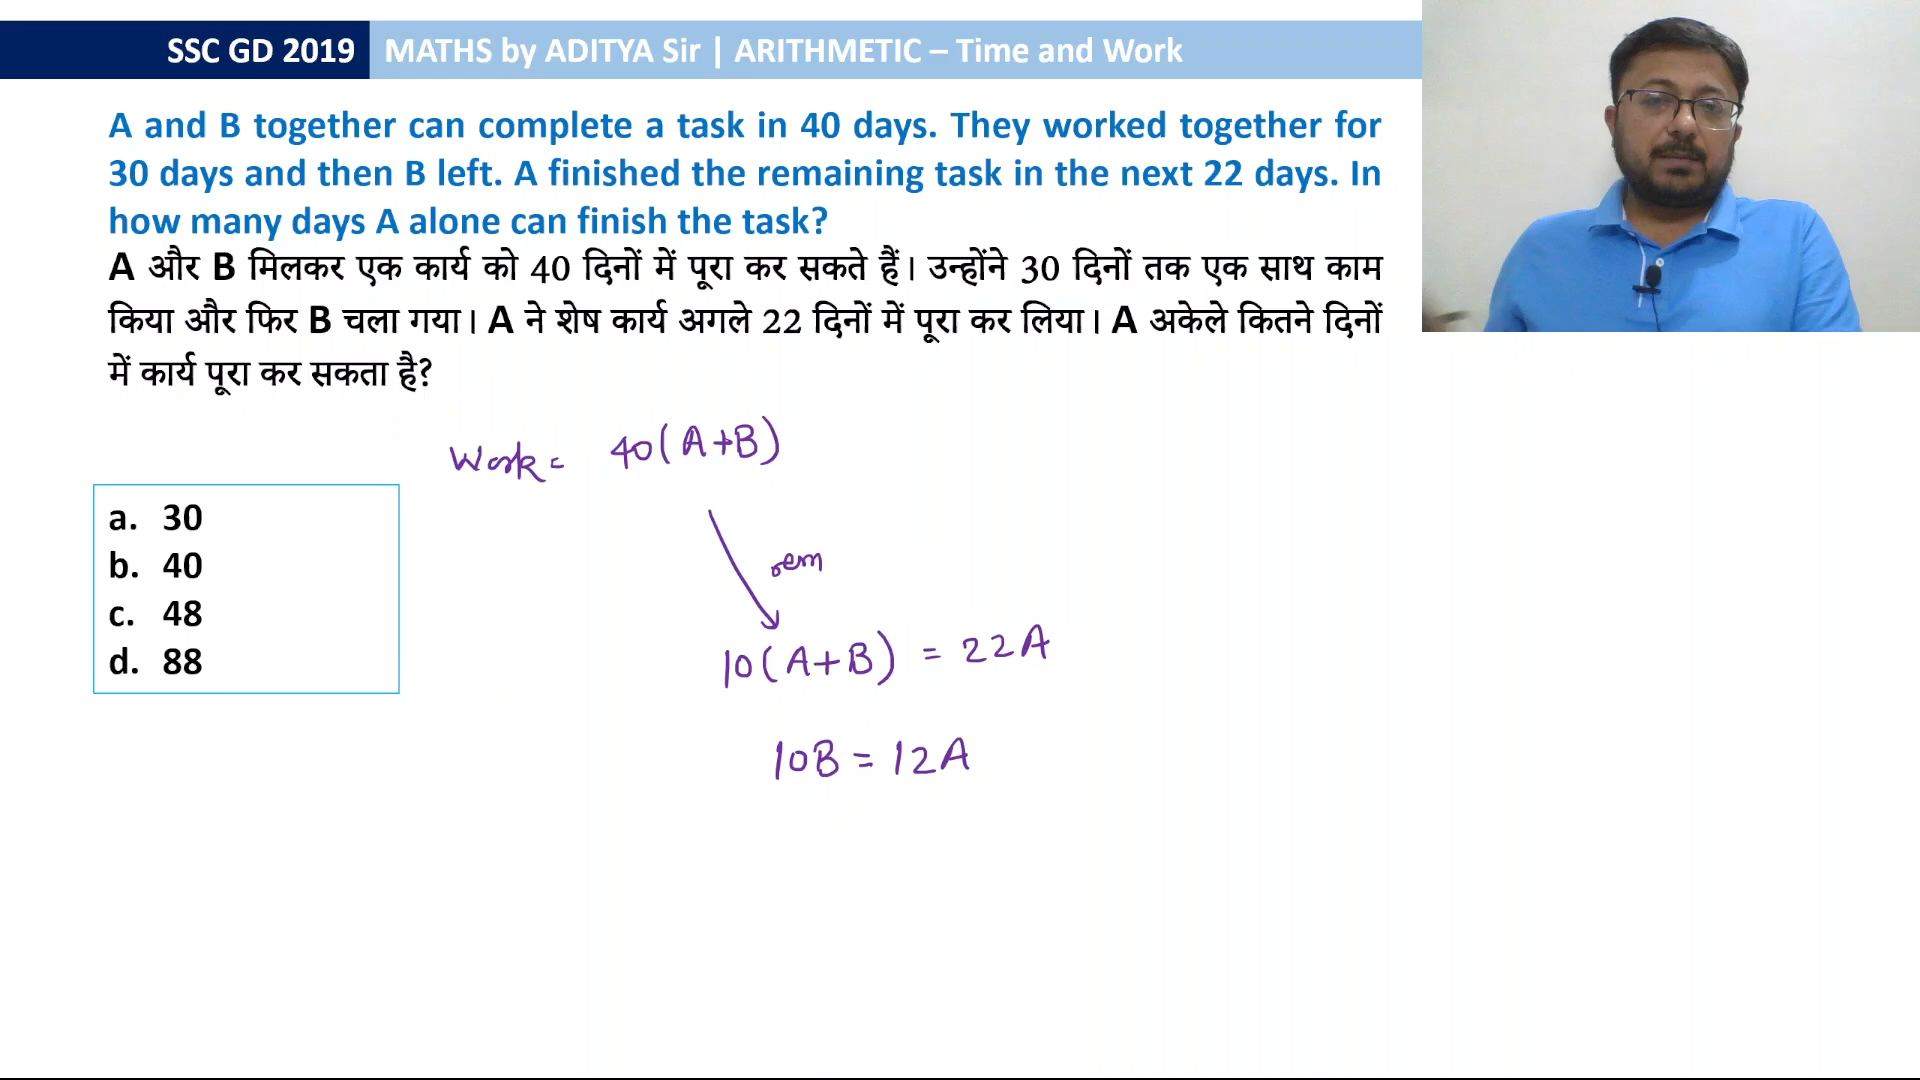 SSC GD 2019 MATHS by ADITYA Sir | ARITHMETIC – Time and Work
A and B together can complete a task in 40 days. They worked together for
30 days and then B left. A finished the remaining task in the next 22 days. In
how many days A alone can finish the task?
A और B मिलकर एक कार्य को 40 दिनों में पूरा कर सकते हैं। उन्होंने 30 दिनों तक एक साथ काम
किया और फिर B चला गया। A ने शेष कार्य अगले 22 दिनों में पूरा कर लिया। A अकेले कितने दिनों
में कार्य पूरा कर सकता है?
Work = 40(A+B)
a. 30
b. 40
c. 48
d. 88
rem
10(A+B) = 22A
10B = 12A